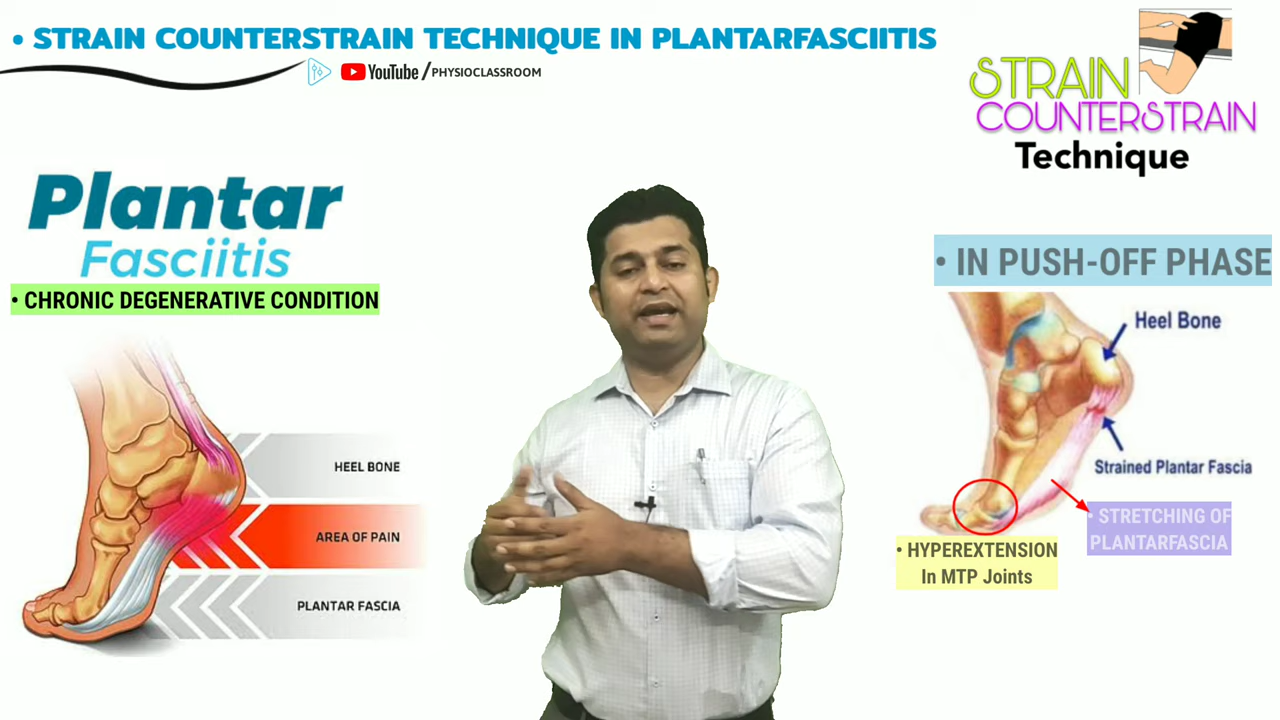 • STRAIN COUNTERSTRAIN TECHNIQUE IN PLANTARFASCIITIS
YouTube / PHYSIOCLASSROOM
STRAIN
COUNTERSTRAIN
Technique
Plantar
Fasciitis
• CHRONIC DEGENERATIVE CONDITION
HEEL BONE
AREA OF PAIN
PLANTAR FASCIA
• IN PUSH-OFF PHASE
Heel Bone
Strained Plantar Fascia
• STRETCHING OF
PLANTARFASCIA
• HYPEREXTENSION
In MTP Joints